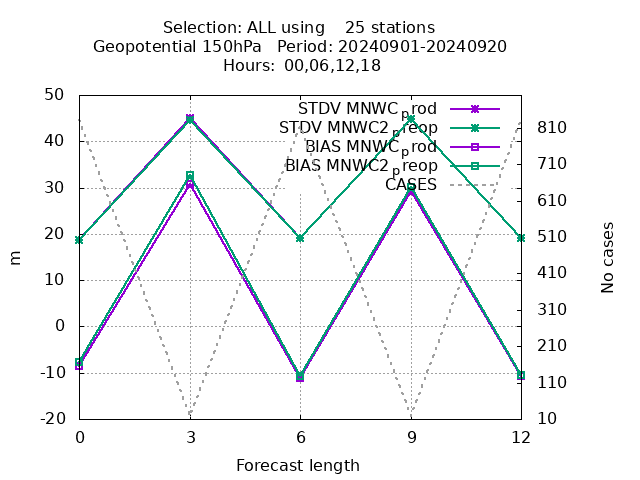 Selection: ALL using    25 stations
Geopotential 150hPa   Period: 20240901-20240920
Hours: 00,06,12,18
STDV MNWC_prod
STDV MNWC2_preop
BIAS MNWC_prod
BIAS MNWC2_preop
CASES
50
40
30
20
10
0
-10
-20
m
810
710
610
510
410
310
210
110
10
No cases
0 3 6 9 12
Forecast length